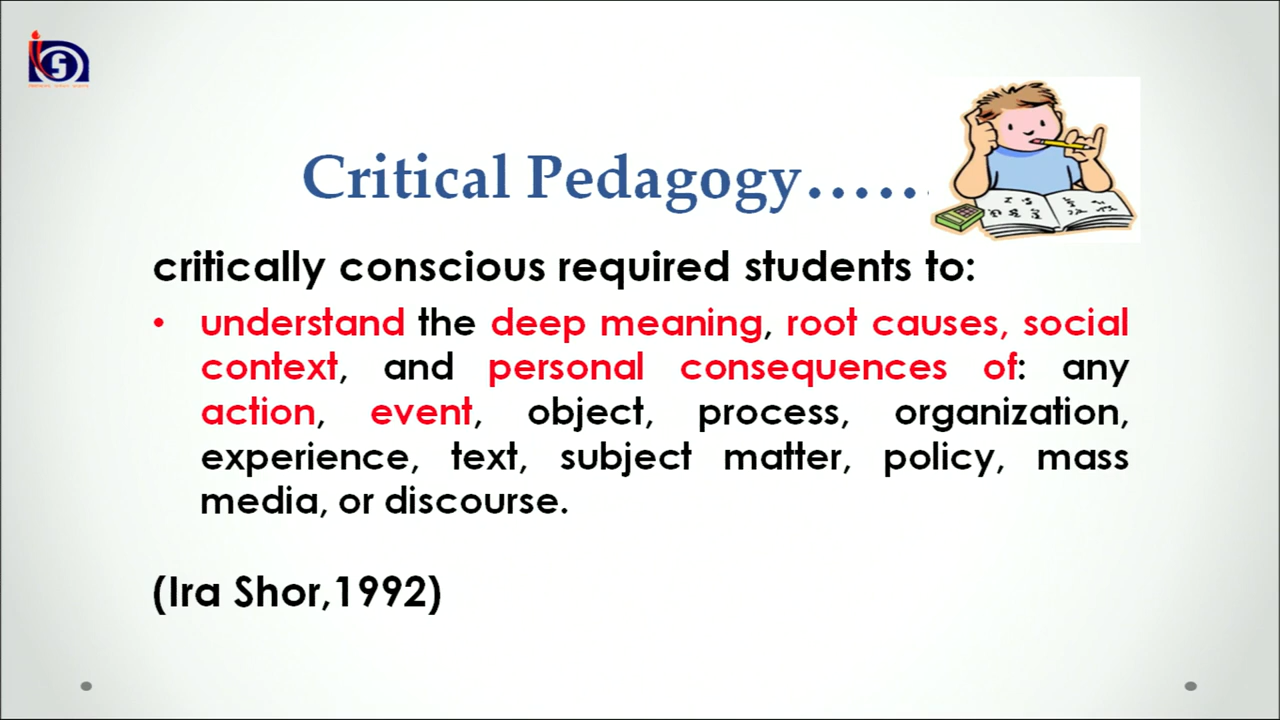 Critical Pedagogy……
critically conscious required students to:
• understand the deep meaning, root causes, social
context, and personal consequences of: any
action, event, object, process, organization,
experience, text, subject matter, policy, mass
media, or discourse.
(Ira Shor,1992)